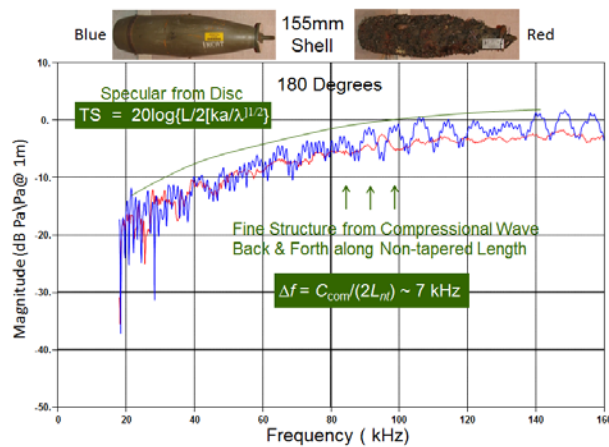 Blue
155mm
Shell
Red
180 Degrees
Specular from Disc
TS = 20log{L/2[ka/λ]^1/2}
Fine Structure from Compressional Wave
Back & Forth along Non-tapered Length
Δf = C_com/(2L_nt) ~ 7 kHz
Magnitude (dB Pa\Pa@ 1m)
10.
0.
-10.
-20.
-30.
-40.
-50.
0 20 40 60 80 100 120 140 160
Frequency ( kHz)